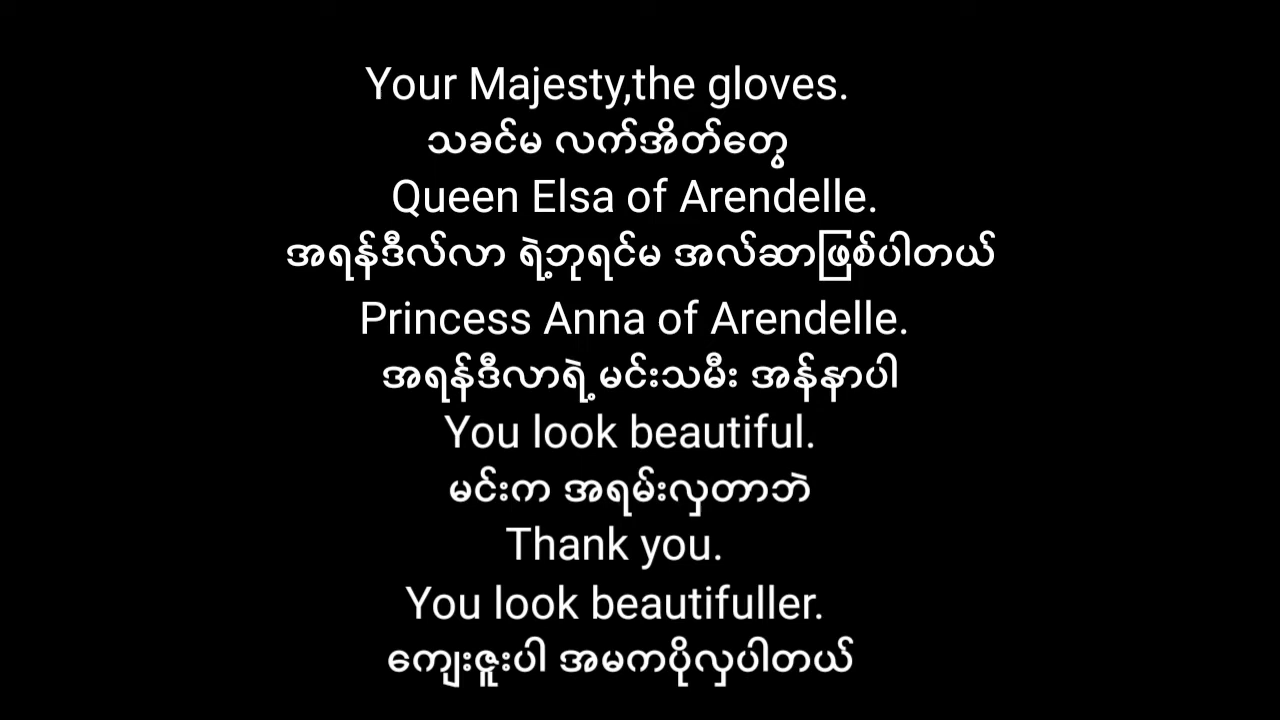 Your Majesty,the gloves.
သခင်မ လက်အိတ်တွေ
Queen Elsa of Arendelle.
အရန်ဒီလ်လာ ရဲ့ဘုရင်မ အလ်ဆာဖြစ်ပါတယ်
Princess Anna of Arendelle.
အရန်ဒီလာရဲ့ မင်းသမီး အန်နာပါ
You look beautiful.
မင်းက အရမ်းလှတာဘဲ
Thank you.
You look beautifuller.
ကျေးဇူးပါ အမကပိုလှပါတယ်